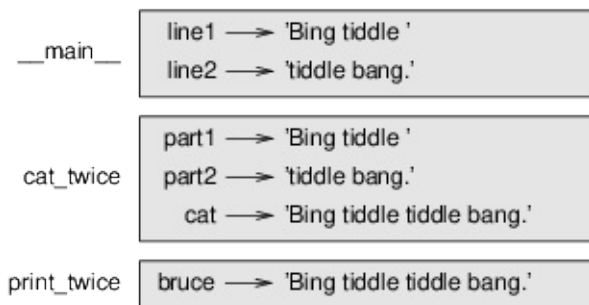 __main__
line1 → 'Bing tiddle '
line2 → 'tiddle bang.'
cat_twice
part1 → 'Bing tiddle '
part2 → 'tiddle bang.'
cat → 'Bing tiddle tiddle bang.'
print_twice
bruce → 'Bing tiddle tiddle bang.'